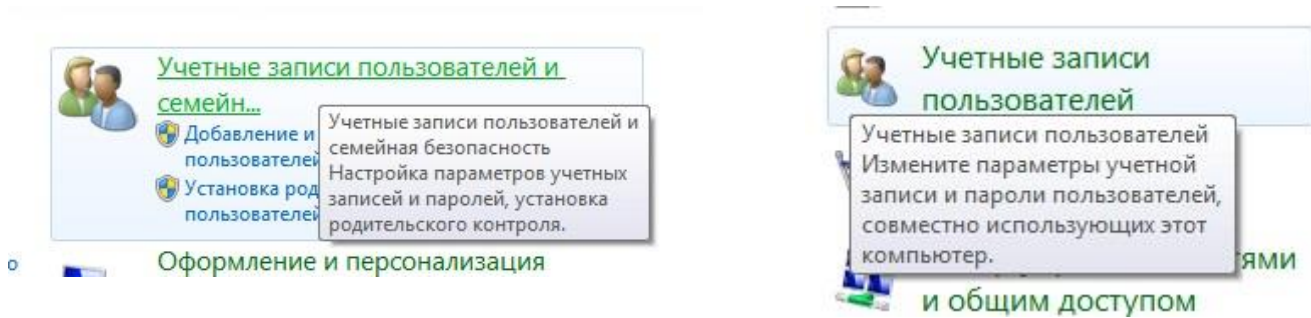 Учетные записи пользователей и
семейн...
Добавление и
пользователей
Установка род
пользователей
Учетные записи пользователей и
семейная безопасность
Настройка параметров учетных
записей и паролей, установка
родительского контроля.
о
Оформление и персонализация
Учетные записи
пользователей
Учетные записи пользователей
Измените параметры учетной
записи и пароли пользователей,
совместно использующих этот
компьютер.
тями
и общим доступом